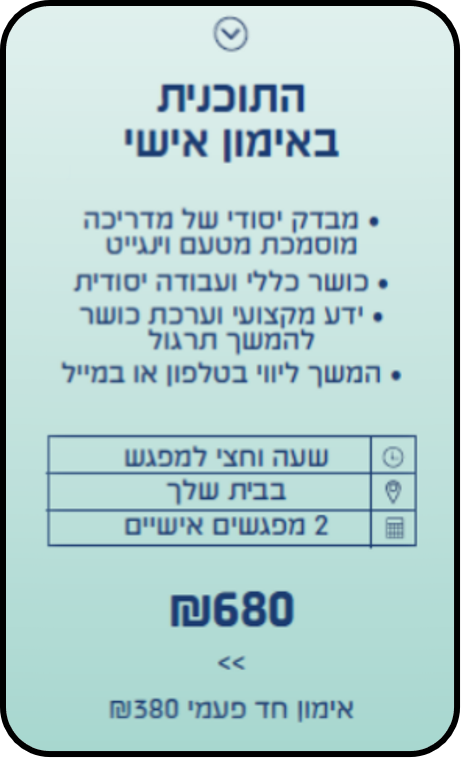 התוכנית
באימון אישי
• מבדק יסודי של מדריכה
מוסמכת מטעם וינגייט
• כושר כללי ועבודה יסודית
• ידע מקצועי וערכת כושר
להמשך תרגול
• המשך ליווי בטלפון או במייל
שעה וחצי למפגש
בבית שלך
2 מפגשים אישיים
₪680
>>
אימון חד פעמי ₪380